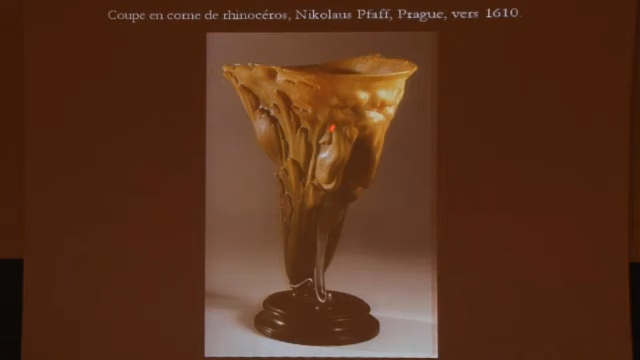 Coupe en corne de rhinocéros, Nikolaus Pfaff, Prague, vers 1610.